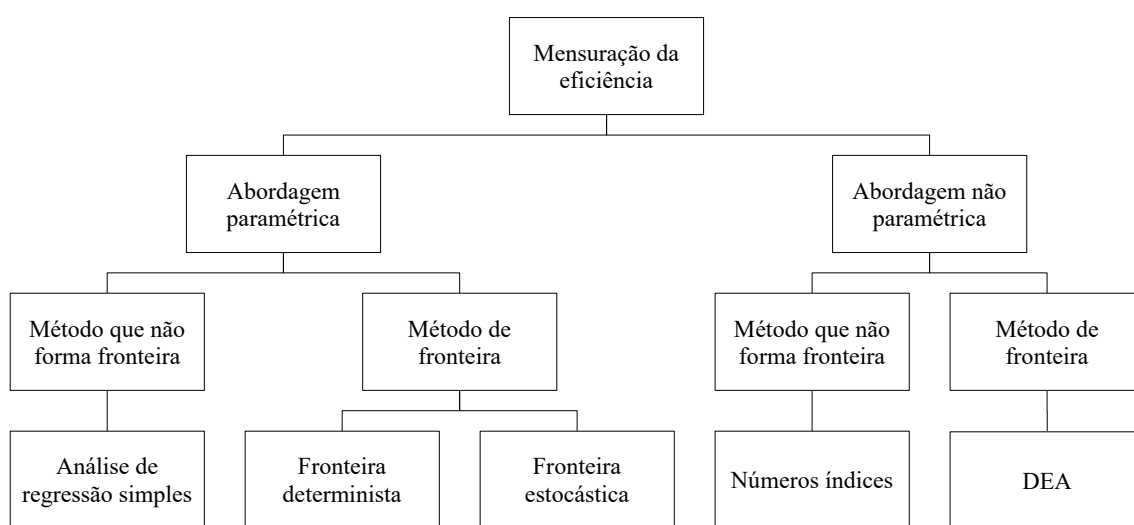 Mensuração da
eficiência
Abordagem
paramétrica
Abordagem não
paramétrica
Método que não
forma fronteira
Método de
fronteira
Método que não
forma fronteira
Método de
fronteira
Análise de
regressão simples
Fronteira
determinista
Fronteira
estocástica
Números índices
DEA